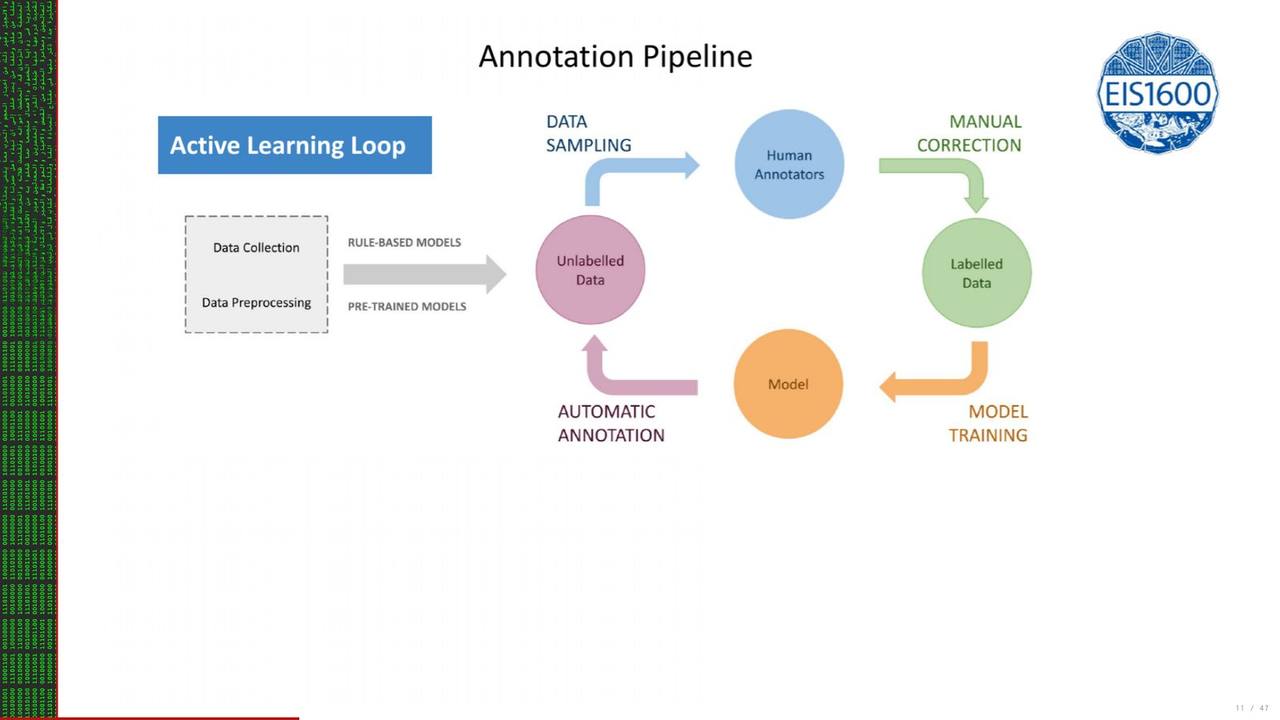 Annotation Pipeline
EIS1600
Active Learning Loop
DATA
SAMPLING
Human
Annotators
MANUAL
CORRECTION
Data Collection
Data Preprocessing
RULE-BASED MODELS
PRE-TRAINED MODELS
Unlabelled
Data
Labelled
Data
Model
AUTOMATIC
ANNOTATION
MODEL
TRAINING
11 / 47